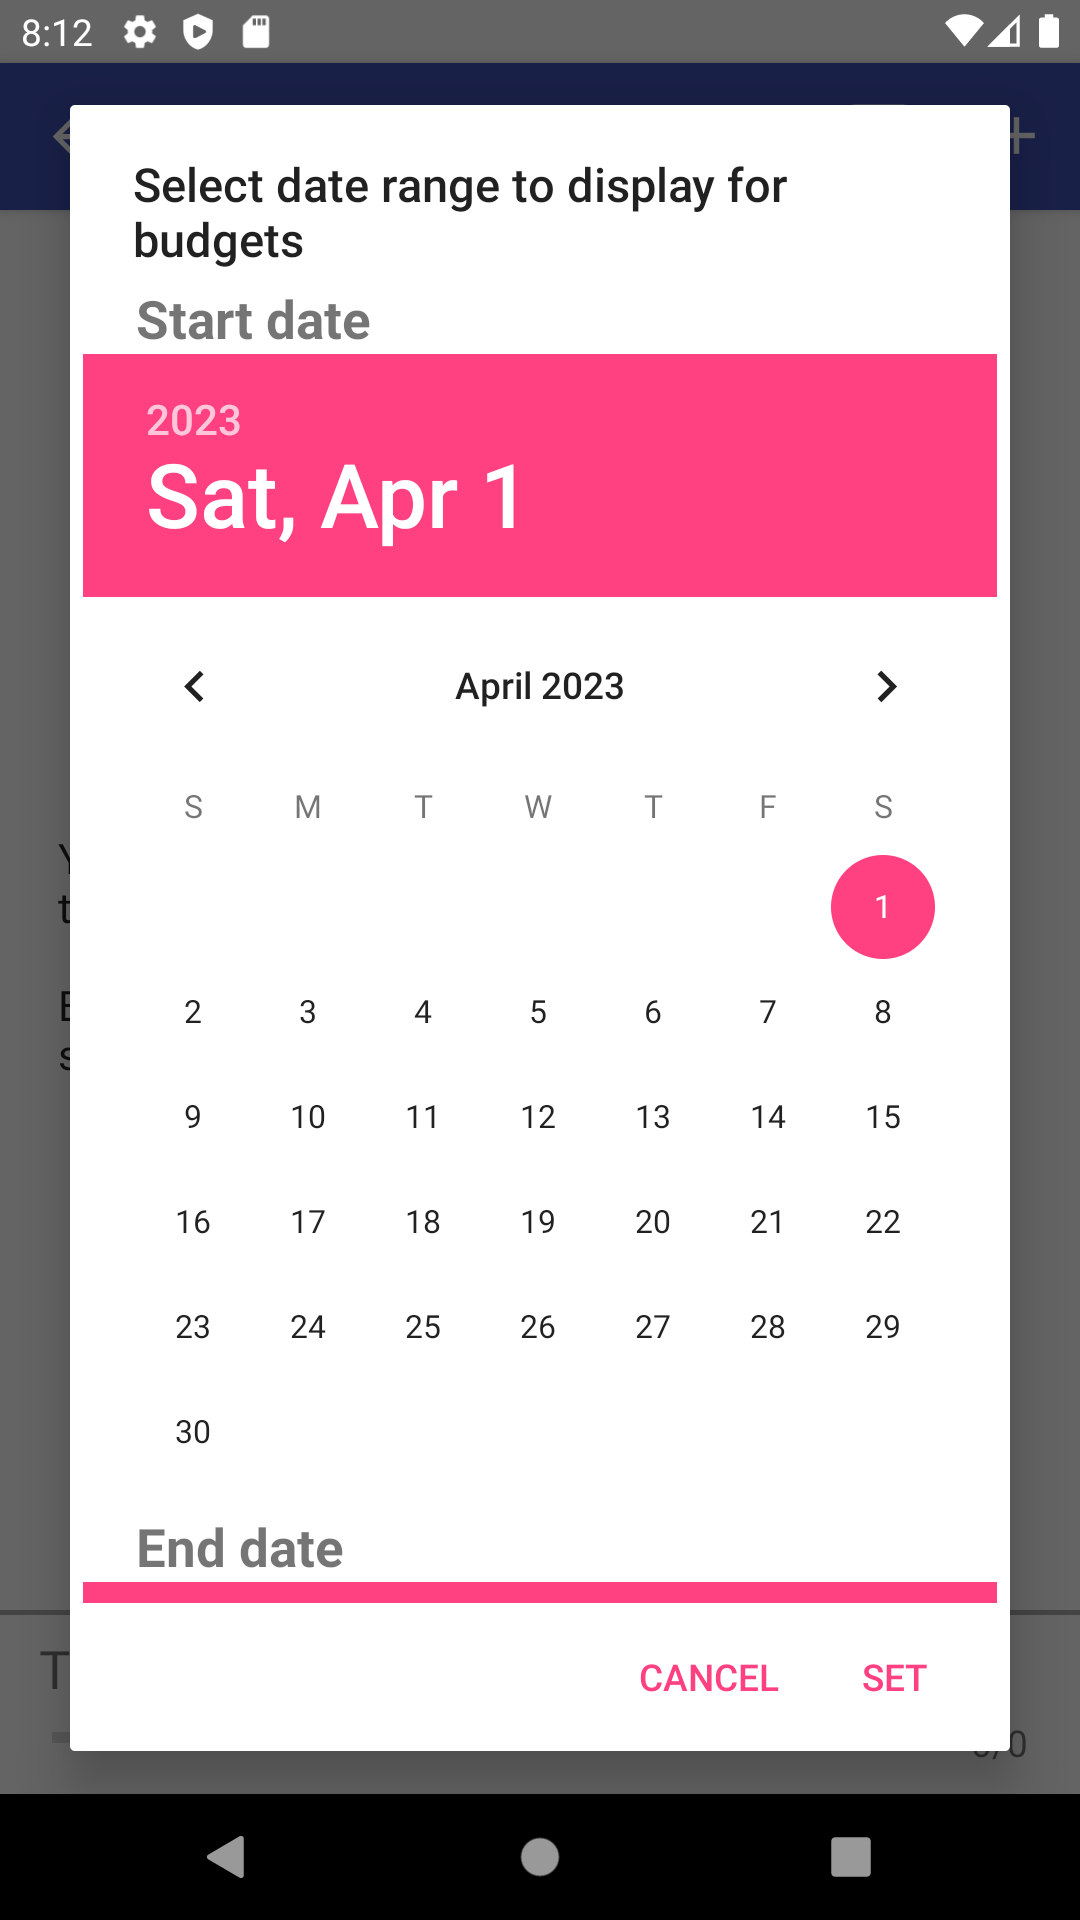 8:12
Select date range to display for
budgets
Start date
2023
Sat, Apr 1
April 2023
S M T W T F S
1
2 3 4 5 6 7 8
9 10 11 12 13 14 15
16 17 18 19 20 21 22
23 24 25 26 27 28 29
30
End date
CANCEL SET